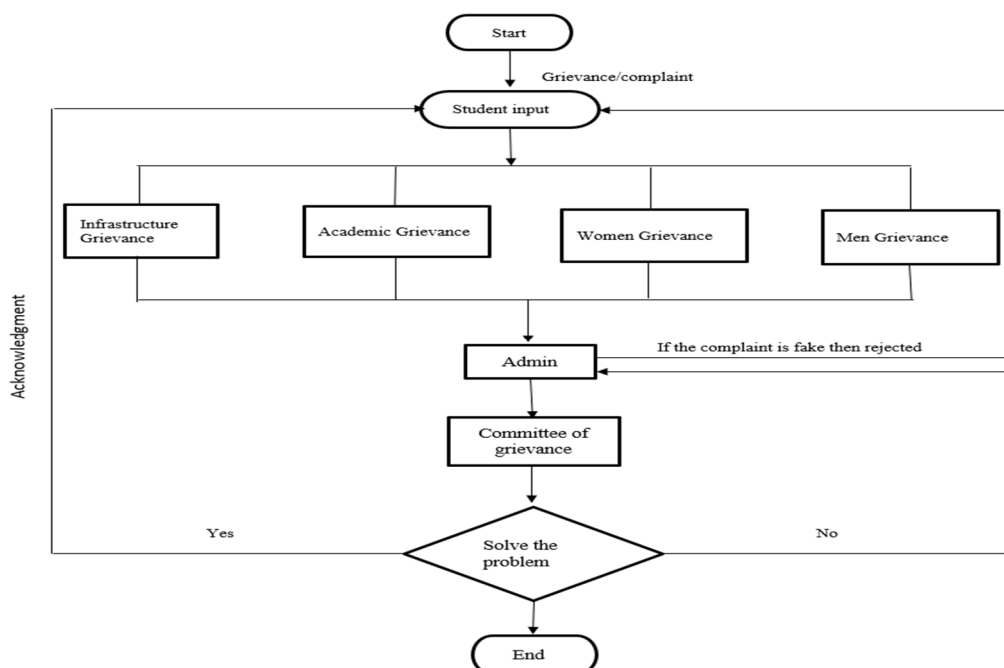 Start
Grievance/complaint
Student input
Infrastructure
Grievance
Academic Grievance
Women Grievance
Men Grievance
Acknowledgment
Admin
If the complaint is fake then rejected
Committee of
grievance
Yes
Solve the
problem
No
End